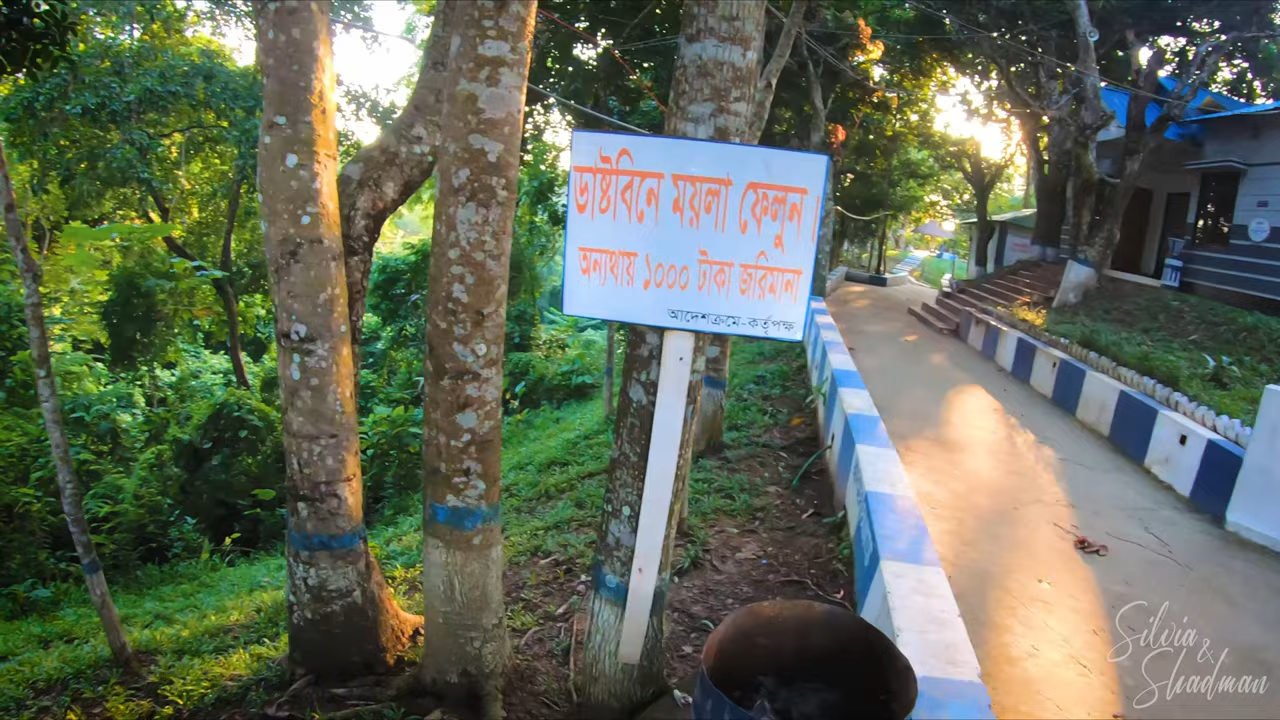 ডাষ্টবিনে ময়লা ফেলুন।
অন্যথায় ১০০০ টাকা জরিমানা
আদেশক্রমে-কর্তৃপক্ষ
Silvia
&
Shadman